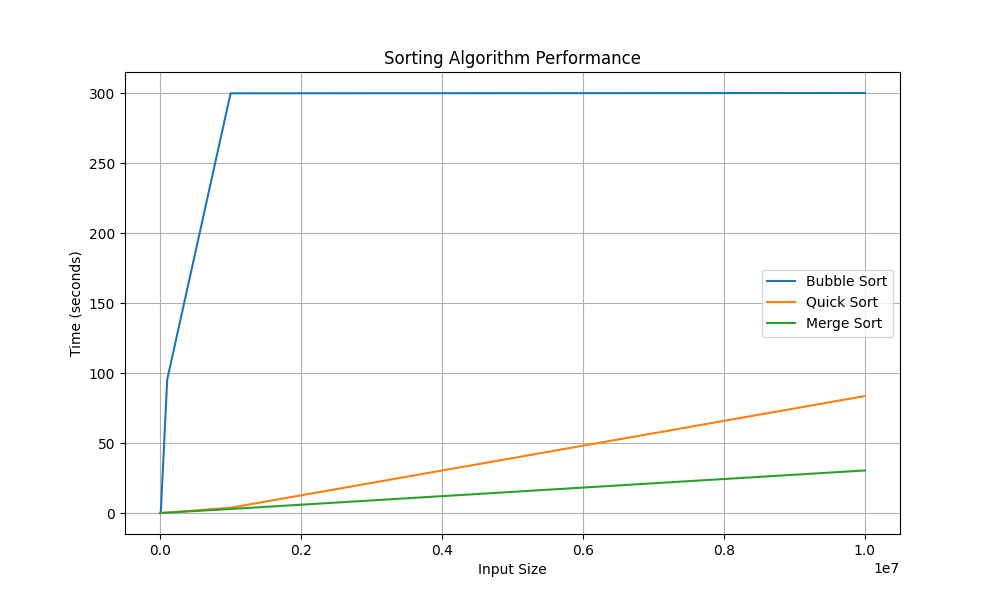 Sorting Algorithm Performance
300
250
200
150
100
50
0
Time (seconds)
Bubble Sort
Quick Sort
Merge Sort
0.0 0.2 0.4 0.6 0.8 1.0
1e7
Input Size